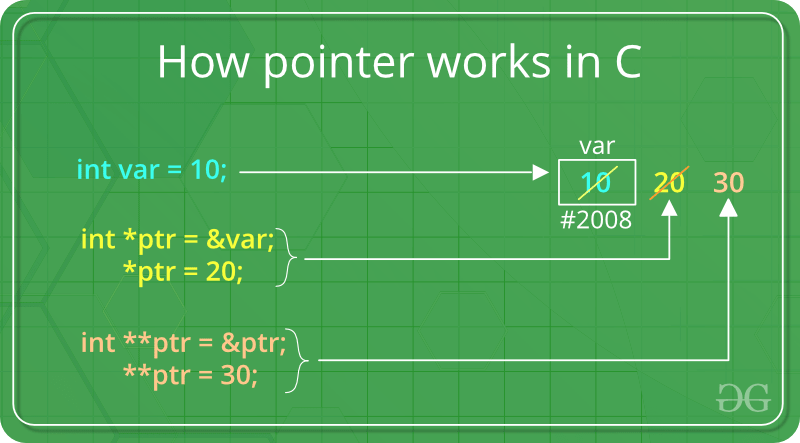 How pointer works in C
var
int var = 10;
10 20 30
#2008
int *ptr = &var;
*ptr = 20;
int **ptr = &ptr;
**ptr = 30;